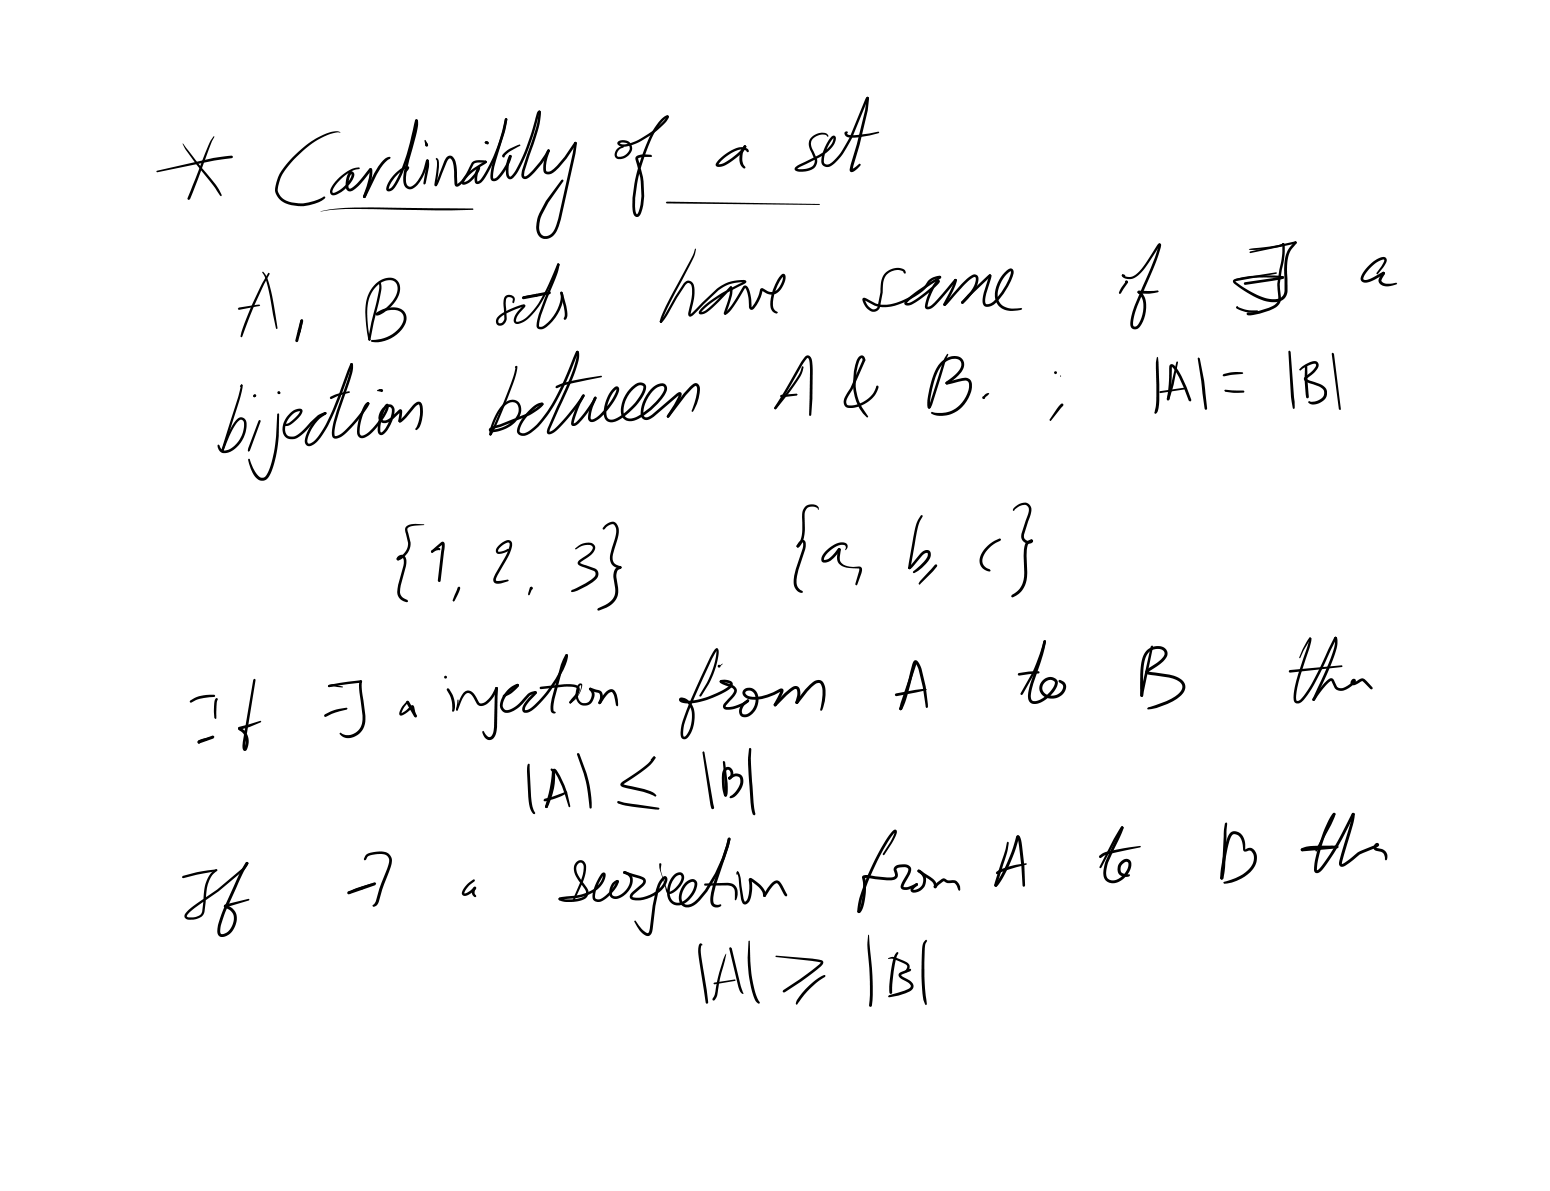 * Cardinality of a set
A, B sets have same if ∃ a
bijection between A & B. ; |A| = |B|
{1, 2, 3} {a, b, c}
If ∃ a injection from A to B then
|A| ≤ |B|
If ∃ a surjection from A to B then
|A| ≥ |B|